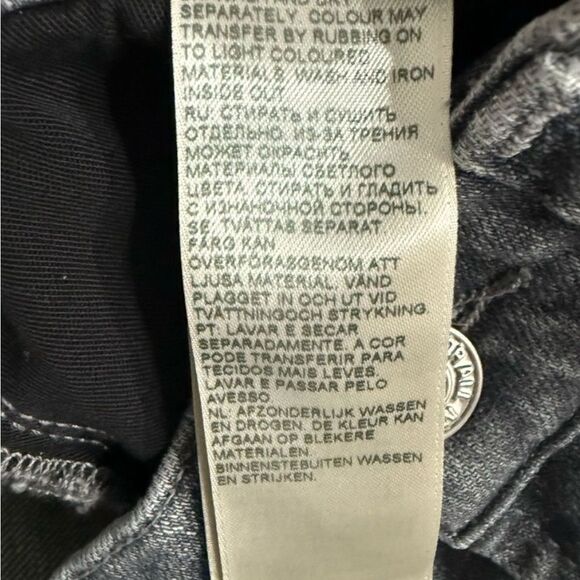 SEPARATELY. COLOUR MAY
TRANSFER BY RUBBING ON
TO LIGHT COLOURED
MATERIALS. WASH AND IRON
INSIDE OUT
RU: СТИРАТЬ И СУШИТЬ
ОТДЕЛЬНО. ИЗ-ЗА ТРЕНИЯ
МОЖЕТ ОКРАСИТЬ
МАТЕРИАЛЫ СВЕТЛОГО
ЦВЕТА. СТИРАТЬ И ГЛАДИТЬ
С ИЗНАНОЧНОЙ СТОРОНЫ.
SE: TVÄTTAS SEPARAT
FÄRG KAN
ÖVERFÖRASGENOM ATT
LJUSA MATERIAL. VÄND
PLAGGET IN OCH UT VID
TVÄTTNINGOCH STRYKNING.
PT: LAVAR E SECAR
SEPARADAMENTE. A COR
PODE TRANSFERIR PARA
TECIDOS MAIS LEVES.
LAVAR E PASSAR PELO
AVESSO
NL: AFZONDERLIJK WASSEN
EN DROGEN. DE KLEUR KAN
AFGAAN OP BLEKERE
MATERIALEN.
BINNENSTEBUITEN WASSEN
EN STRIJKEN.